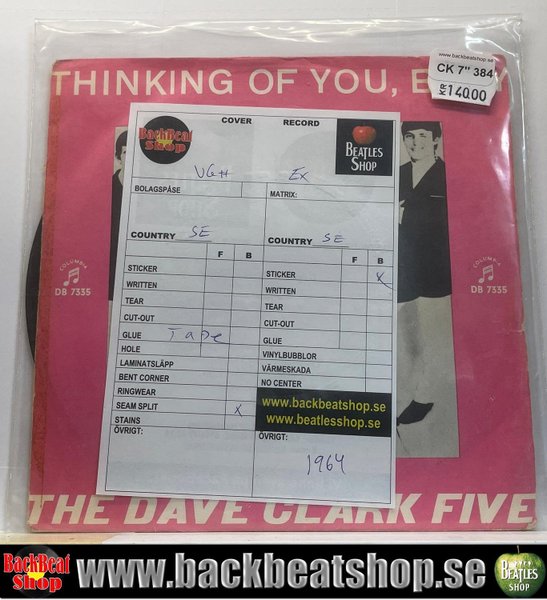 www.backbeatshop.se
CK 7" 384
KR 140.00
THINKING OF YOU,
COVER RECORD
BackBeat
Shop
BEATLES
SHOP
VG++ EX
BOLAGSPÅSE MATRIX:
COUNTRY SE COUNTRY SE
F B F B
STICKER STICKER X
WRITTEN WRITTEN
TEAR TEAR
CUT-OUT CUT-OUT
GLUE Tape GLUE
HOLE VINYLBUBBLOR
LAMINATSLÄPP VÄRMESKADA
BENT CORNER NO CENTER
RINGWEAR
SEAM SPLIT X
STAINS
www.backbeatshop.se
www.beatlesshop.se
ÖVRIGT: ÖVRIGT:
1964
COLUMBIA
DB 7335
COLUMBIA
DB 7335
THE DAVE CLARK FIVE
BackBeat
Shop
www.backbeatshop.se
BEATLES
SHOP